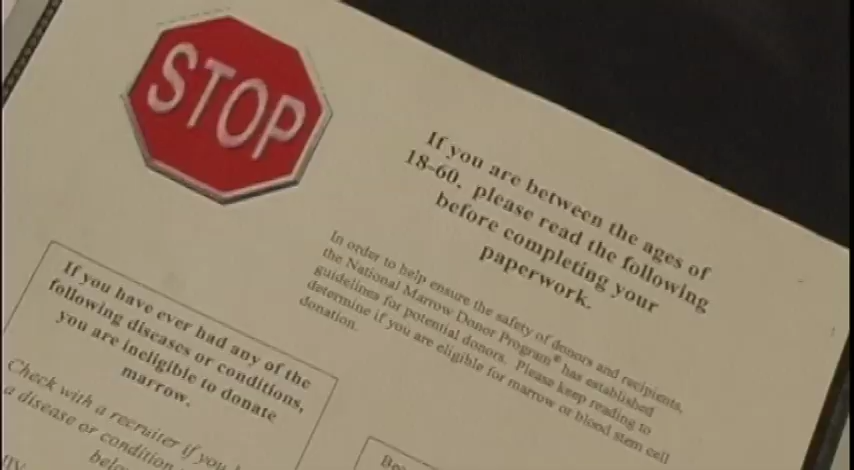 STOP
If you are between the ages of
18-60, please read the following
before completing your
paperwork.
In order to help ensure the safety of donors and recipients,
the National Marrow Donor Program® has established
guidelines for potential donors. Please keep reading to
determine if you are eligible for marrow or blood stem cell
donation.
If you have ever had any of the
following diseases or conditions,
you are ineligible to donate
marrow.
Check with a recruiter if you
a disease or condition